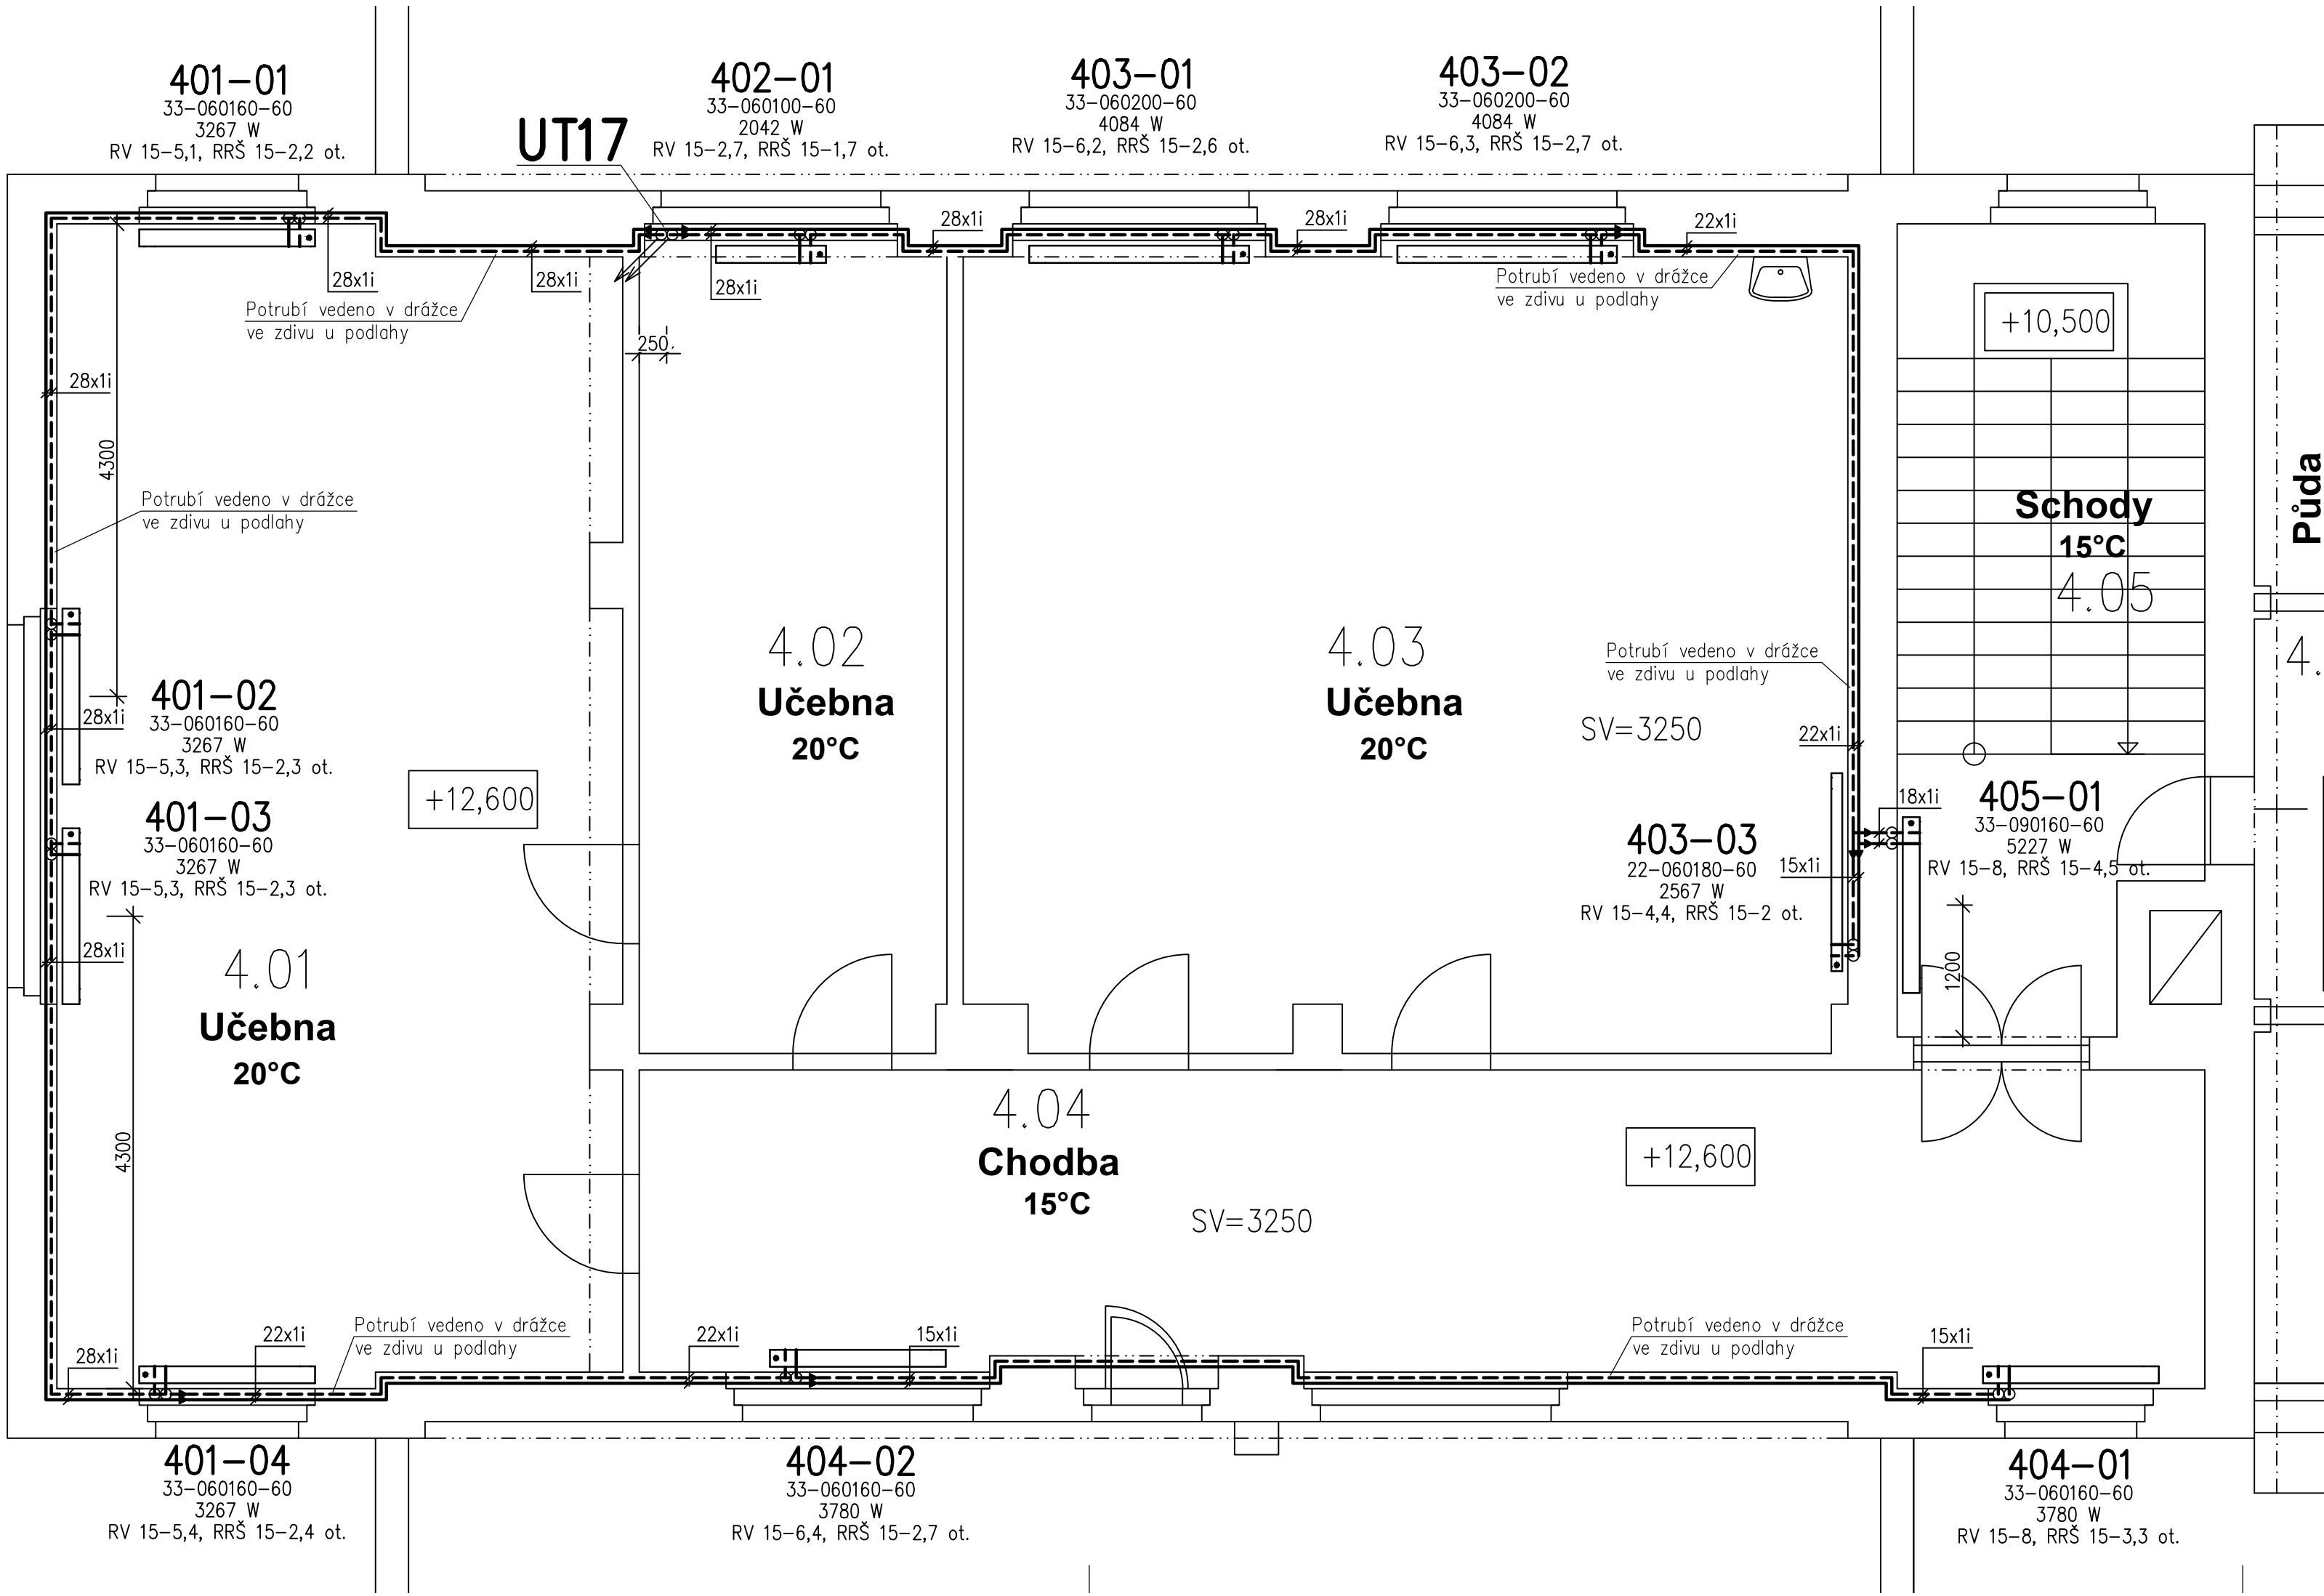 401-01
33-060160-60
3267 W
RV 15-5,1, RRŠ 15-2,2 ot.
UT17
402-01
33-060100-60
2042 W
RV 15-2,7, RRŠ 15-1,7 ot.
403-01
33-060200-60
4084 W
RV 15-6,2, RRŠ 15-2,6 ot.
403-02
33-060200-60
4084 W
RV 15-6,3, RRŠ 15-2,7 ot.
28x1i
28x1i
22x1i
28x1i
28x1i
28x1i
Potrubí vedeno v drážce
ve zdivu u podlahy
Potrubí vedeno v drážce
ve zdivu u podlahy
250
+10,500
28x1i
4300
Potrubí vedeno v drážce
ve zdivu u podlahy
Schody
15°C
4.05
Půda
4.
401-02
33-060160-60
3267 W
RV 15-5,3, RRŠ 15-2,3 ot.
28x1i
401-03
33-060160-60
3267 W
RV 15-5,3, RRŠ 15-2,3 ot.
28x1i
+12,600
4.01
Učebna
20°C
4.02
Učebna
20°C
4.03
Učebna
20°C
Potrubí vedeno v drážce
ve zdivu u podlahy
SV=3250
22x1i
403-03
22-060180-60
2567 W
RV 15-4,4, RRŠ 15-2 ot.
15x1i
18x1i
405-01
33-090160-60
5227 W
RV 15-8, RRŠ 15-4,5 ot.
1200
4300
4.04
Chodba
15°C
SV=3250
+12,600
28x1i
22x1i
Potrubí vedeno v drážce
ve zdivu u podlahy
22x1i
15x1i
Potrubí vedeno v drážce
ve zdivu u podlahy
15x1i
401-04
33-060160-60
3267 W
RV 15-5,4, RRŠ 15-2,4 ot.
404-02
33-060160-60
3780 W
RV 15-6,4, RRŠ 15-2,7 ot.
404-01
33-060160-60
3780 W
RV 15-8, RRŠ 15-3,3 ot.